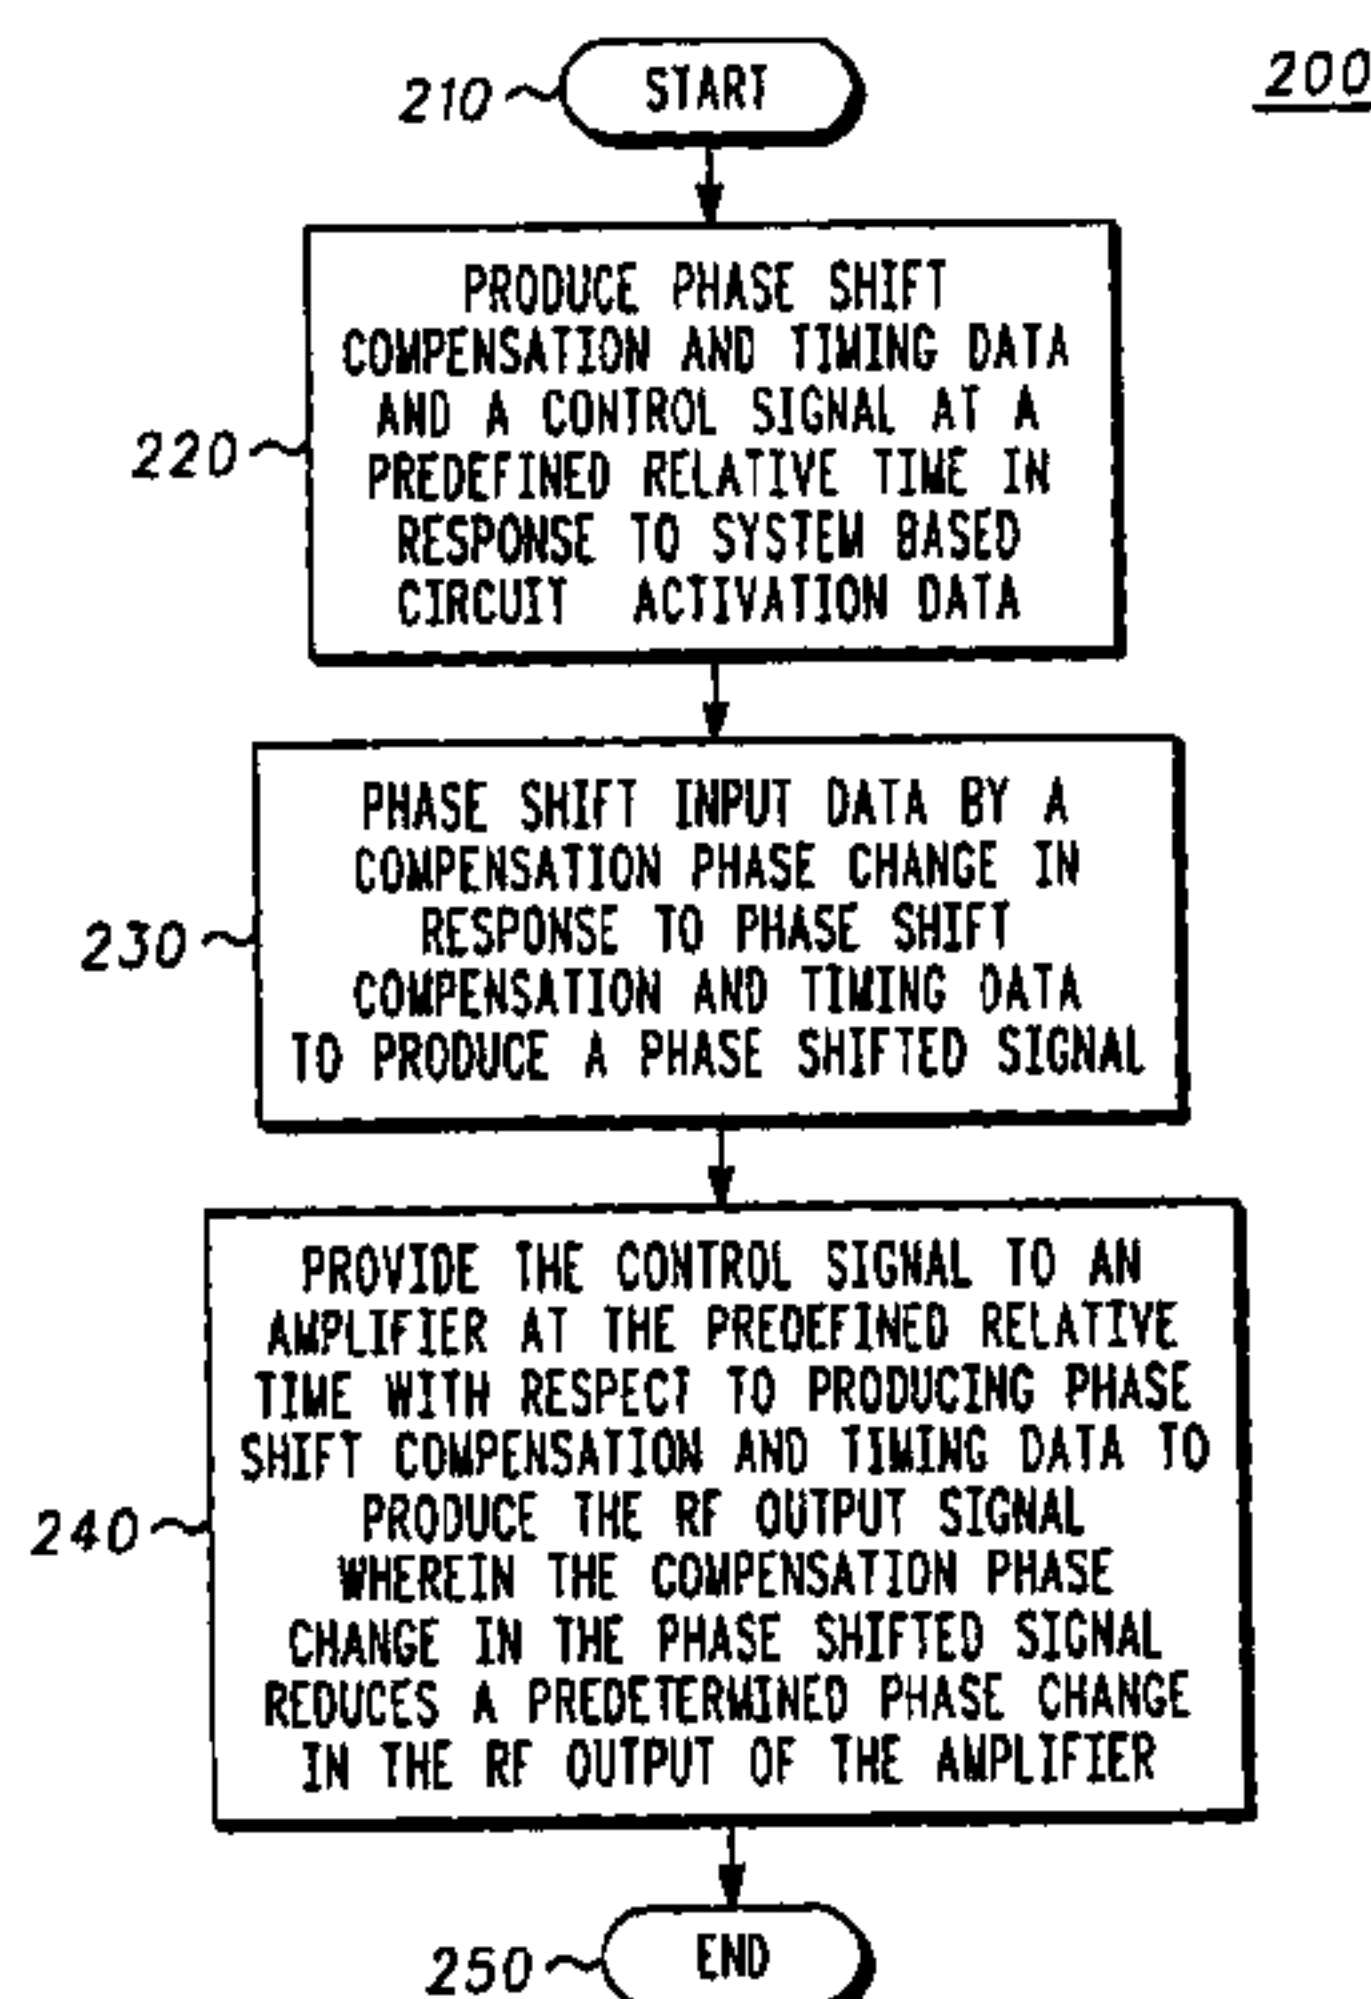 200
210
START
PRODUCE PHASE SHIFT
COMPENSATION AND TIMING DATA
AND A CONTROL SIGNAL AT A
PREDEFINED RELATIVE TIME IN
RESPONSE TO SYSTEM BASED
CIRCUIT ACTIVATION DATA
220
PHASE SHIFT INPUT DATA BY A
COMPENSATION PHASE CHANGE IN
RESPONSE TO PHASE SHIFT
COMPENSATION AND TIMING DATA
TO PRODUCE A PHASE SHIFTED SIGNAL
230
PROVIDE THE CONTROL SIGNAL TO AN
AMPLIFIER AT THE PREDEFINED RELATIVE
TIME WITH RESPECT TO PRODUCING PHASE
SHIFT COMPENSATION AND TIMING DATA TO
PRODUCE THE RF OUTPUT SIGNAL
WHEREIN THE COMPENSATION PHASE
CHANGE IN THE PHASE SHIFTED SIGNAL
REDUCES A PREDETERMINED PHASE CHANGE
IN THE RF OUTPUT OF THE AMPLIFIER
240
END
250